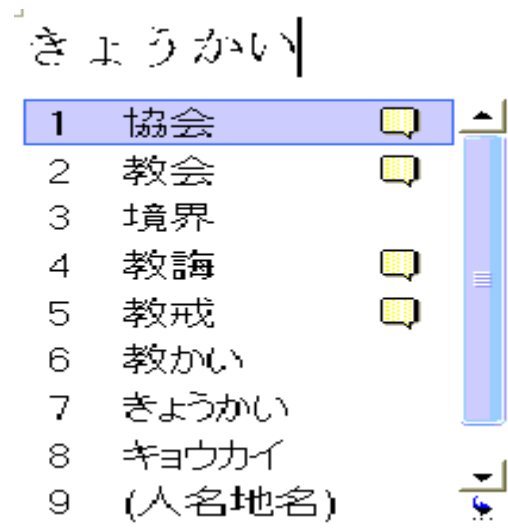 きょうかい
1 協会
2 教会
3 境界
4 教誨
5 教戒
6 教かい
7 きょうかい
8 キョウカイ
9 (人名地名)